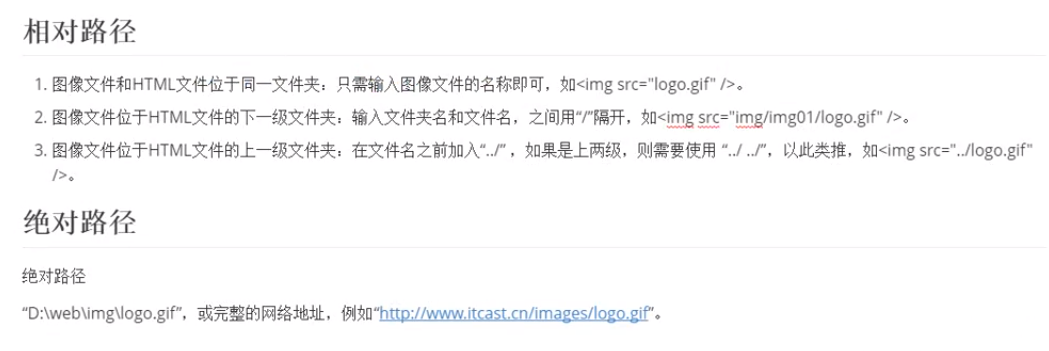 相对路径
1. 图像文件和HTML文件位于同一文件夹：只需输入图像文件的名称即可，如<img src="logo.gif" />。
2. 图像文件位于HTML文件的下一级文件夹：输入文件夹名和文件名，之间用“/”隔开，如<img src="img/img01/logo.gif" />。
3. 图像文件位于HTML文件的上一级文件夹：在文件名之前加入“../” ，如果是上两级，则需要使用 “../ ../”，以此类推，如<img src="../logo.gif"
/>。
绝对路径
绝对路径
“D:\web\img\logo.gif”，或完整的网络地址，例如“http://www.itcast.cn/images/logo.gif”。